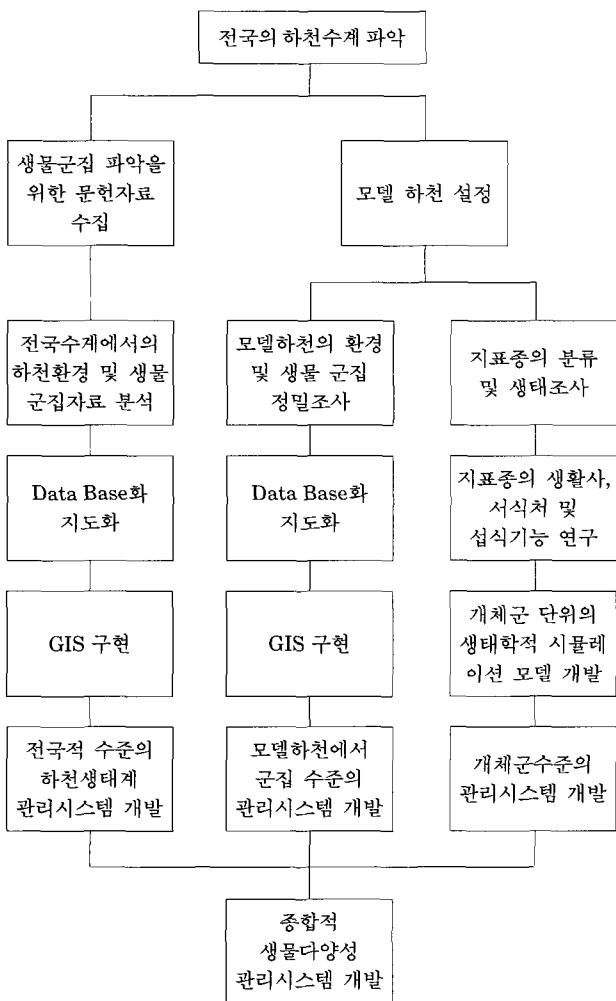 전국의 하천수계 파악
생물군집 파악을
위한 문헌자료
수집
모델 하천 설정
전국수계에서의
하천환경 및 생물
군집자료 분석
모델하천의 환경
및 생물 군집
정밀조사
지표종의 분류
및 생태조사
Data Base화
지도화
Data Base화
지도화
지표종의 생활사,
서식처 및
섭식기능 연구
GIS 구현
GIS 구현
개체군 단위의
생태학적 시뮬레
이션 모델 개발
전국적 수준의
하천생태계
관리시스템 개발
모델하천에서
군집 수준의
관리시스템 개발
개체군수준의
관리시스템 개발
종합적
생물다양성
관리시스템 개발